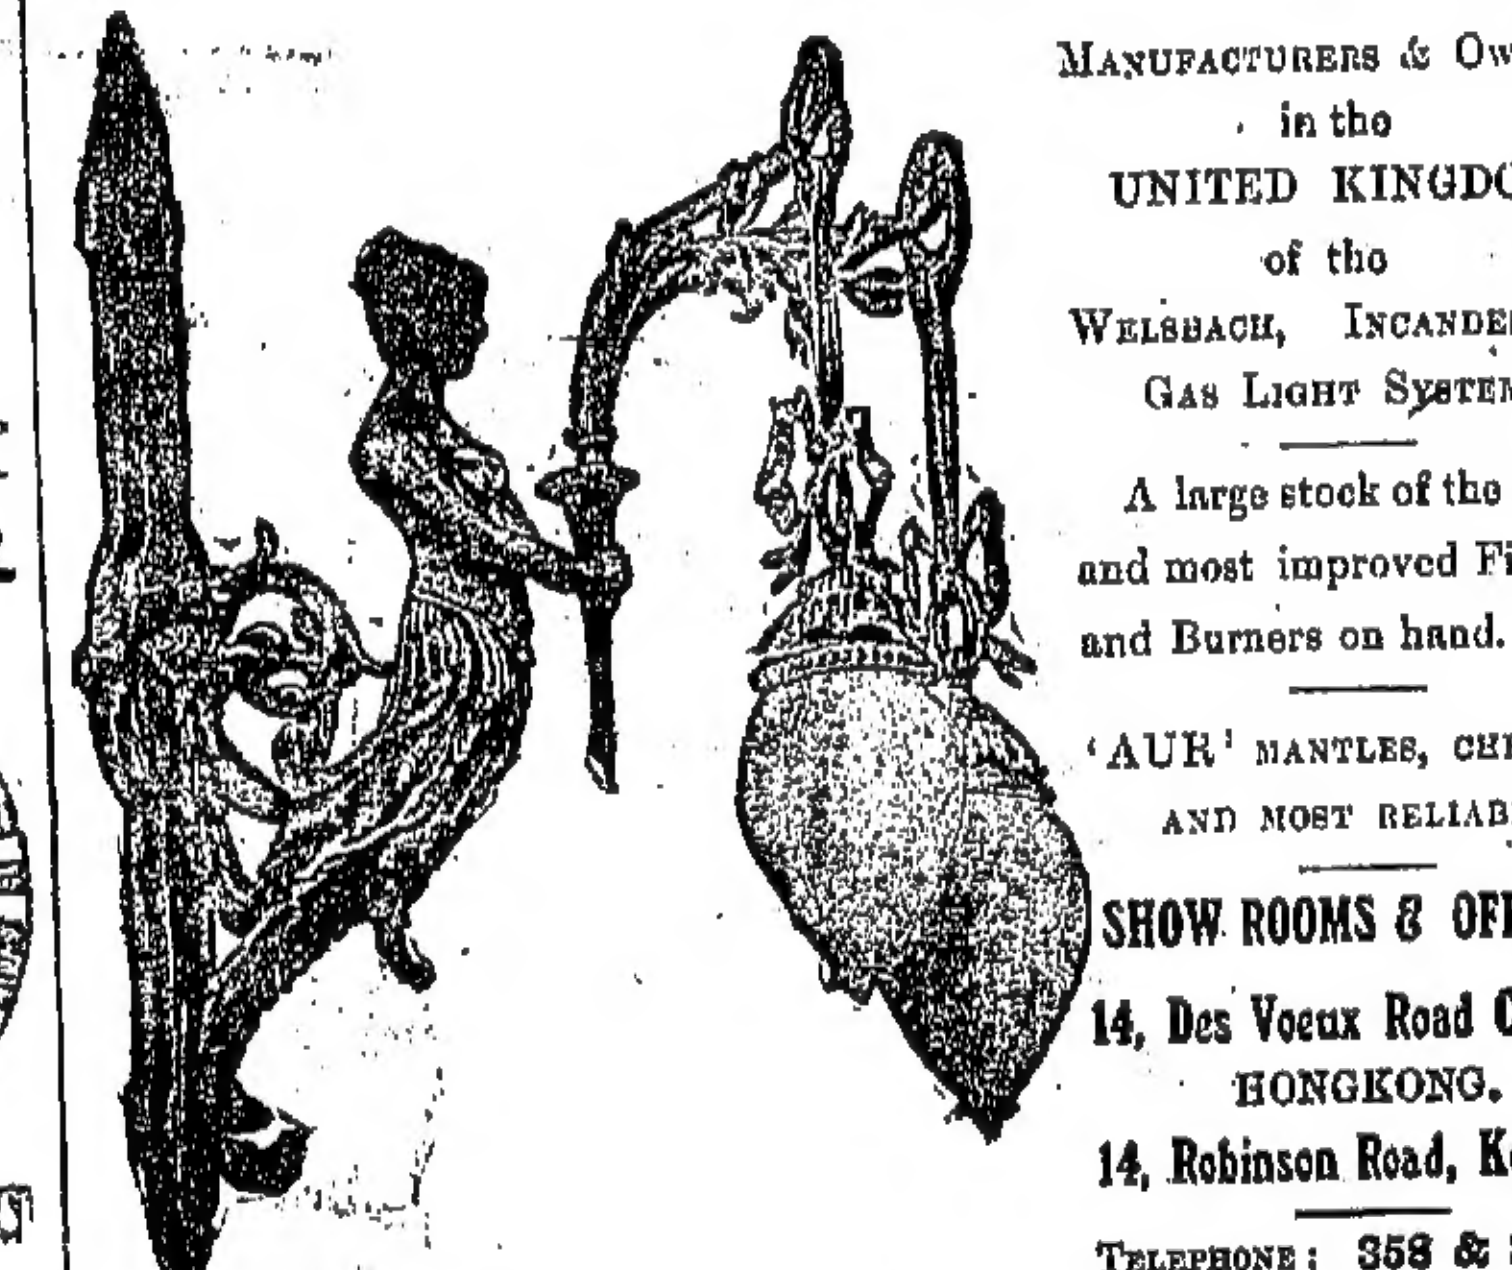 MANUFACTURERS & OW
in the
UNITED KINGDO
of the
WELSBACH, INCANDE
GAS LIGHT SYSTEM
A large stock of the
and most improved Fi
and Burners on hand.
'AUR' MANTLES, CH
AND MOST RELIAB
SHOW ROOMS & OFF
14, Des Voeux Road C
HONGKONG.
14, Robinson Road, K
TELEPHONE: 358 &